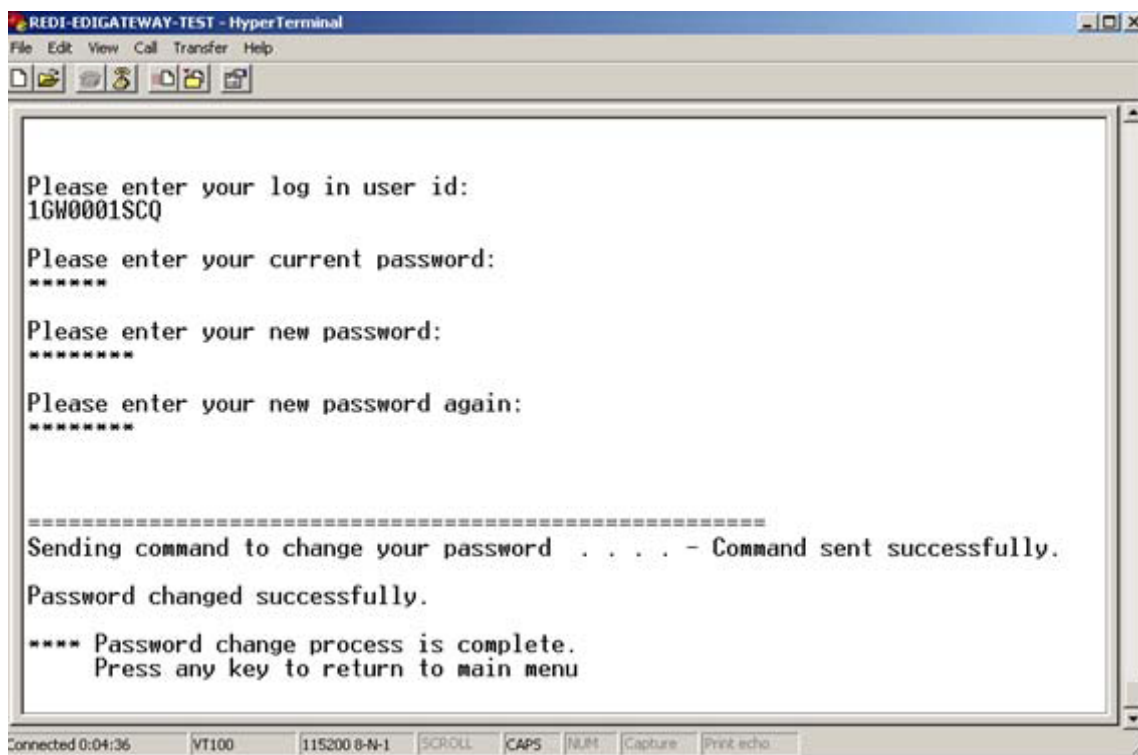 REDI-EDIGATEWAY-TEST - HyperTerminal
File Edit View Call Transfer Help
Please enter your log in user id:
1GW0001SCQ
Please enter your current password:
******
Please enter your new password:
********
Please enter your new password again:
********
=======================================================
Sending command to change your password . . . . - Command sent successfully.
Password changed successfully.
**** Password change process is complete.
Press any key to return to main menu
Connected 0:04:36 VT100 115200 8-N-1 SCROLL CAPS NUM Capture Print echo